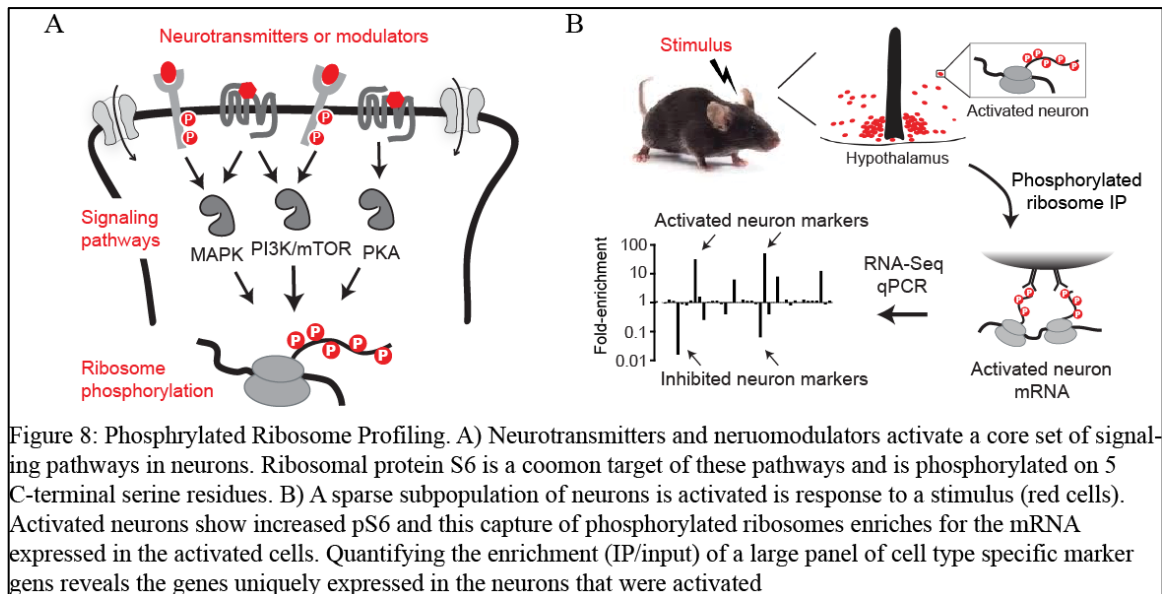 A
Neurotransmitters or modulators
P
P
P
P
Signaling
pathways
MAPK
PI3K/mTOR
PKA
Ribosome
phosphorylation
P
P
P
P
P
B
Stimulus
P
P
P
P
P
Activated neuron
Hypothalamus
Phosphorylated
ribosome IP
Activated neuron markers
Fold-enrichment
100
10
1
0.1
0.01
Inhibited neuron markers
RNA-Seq
qPCR
P
P
P
P
P
P
Activated neuron
mRNA
Figure 8: Phosphrylated Ribosome Profiling. A) Neurotransmitters and neruomodulators activate a core set of signal-
ing pathways in neurons. Ribosomal protein S6 is a coomon target of these pathways and is phosphorylated on 5
C-terminal serine residues. B) A sparse subpopulation of neurons is activated is response to a stimulus (red cells).
Activated neurons show increased pS6 and this capture of phosphorylated ribosomes enriches for the mRNA
expressed in the activated cells. Quantifying the enrichment (IP/input) of a large panel of cell type specific marker
gens reveals the genes uniquely expressed in the neurons that were activated